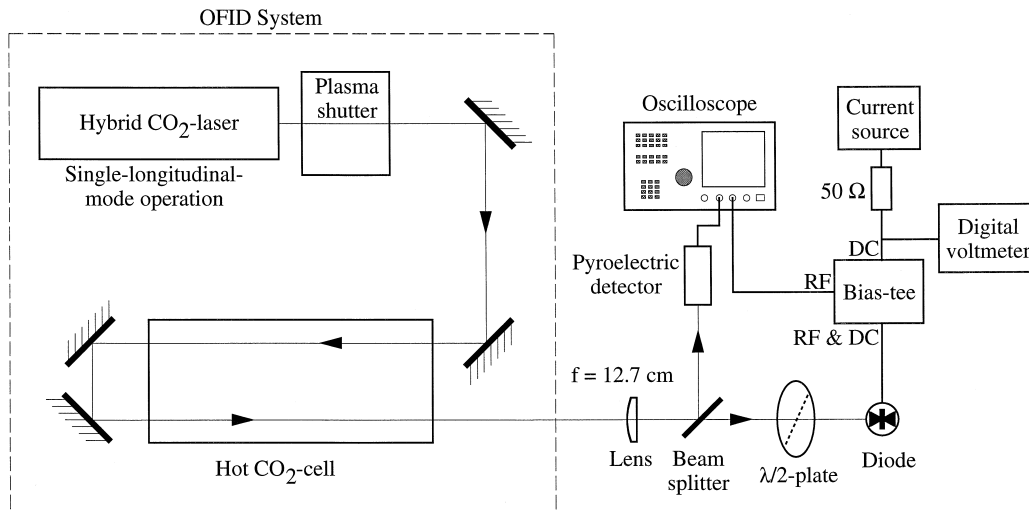 OFID System
Hybrid CO2-laser
Single-longitudinal-
mode operation
Plasma
shutter
Hot CO2-cell
Oscilloscope
Pyroelectric
detector
f = 12.7 cm
Lens
Beam
splitter
λ/2-plate
Diode
Current
source
50 Ω
DC
Digital
voltmeter
RF
Bias-tee
RF & DC